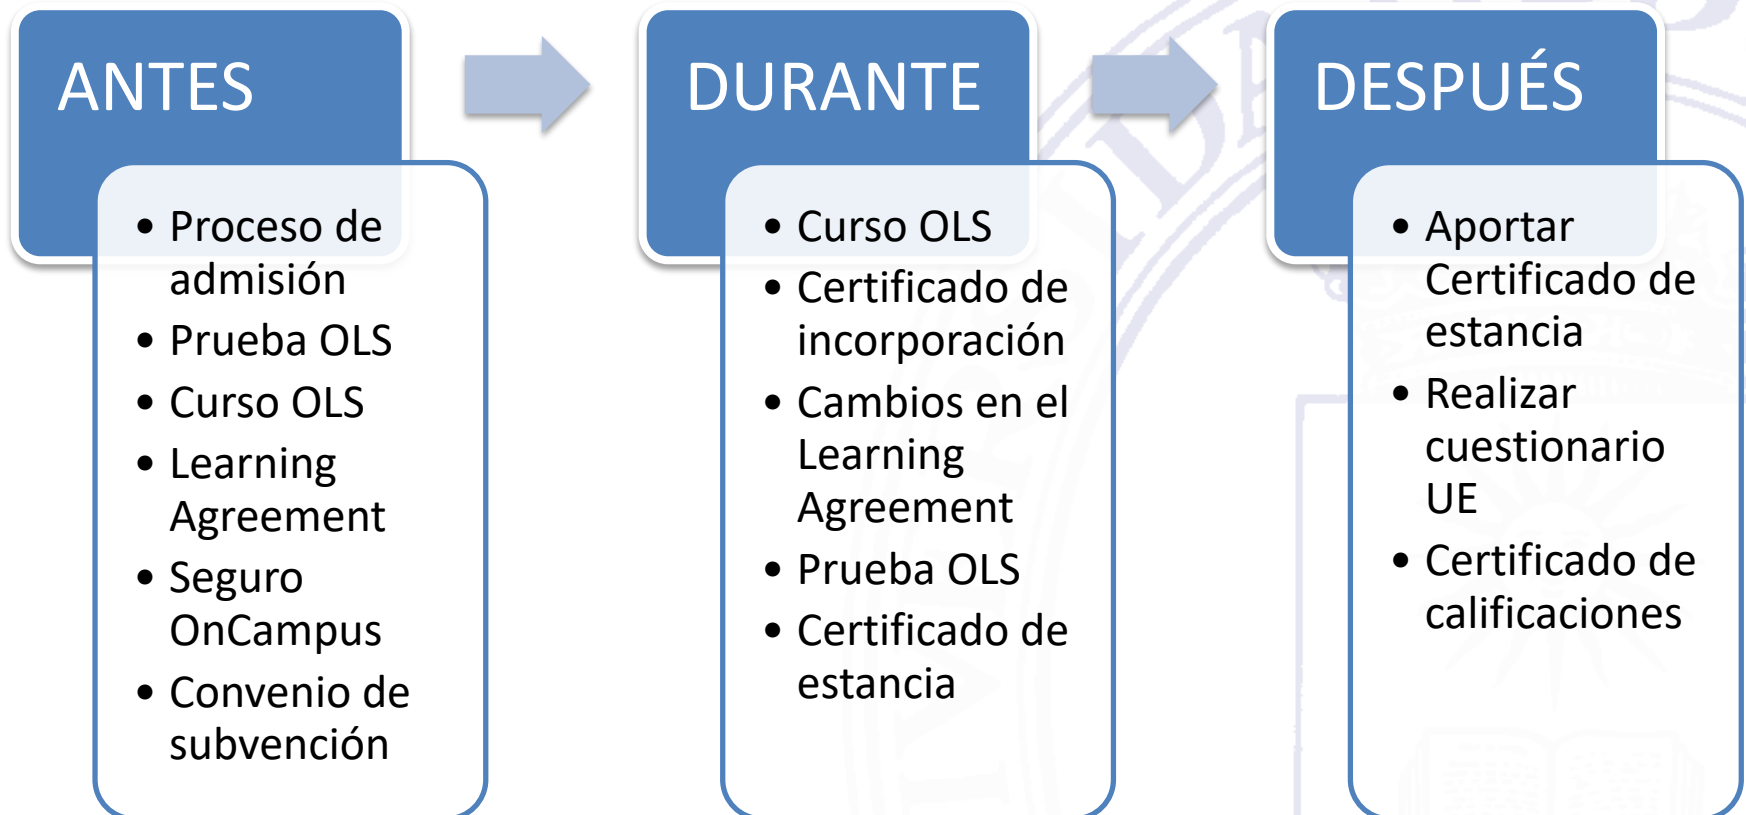 ANTES
• Proceso de
admisión
• Prueba OLS
• Curso OLS
• Learning
Agreement
• Seguro
OnCampus
• Convenio de
subvención
DURANTE
• Curso OLS
• Certificado de
incorporación
• Cambios en el
Learning
Agreement
• Prueba OLS
• Certificado de
estancia
DESPUÉS
• Aportar
Certificado de
estancia
• Realizar
cuestionario
UE
• Certificado de
calificaciones